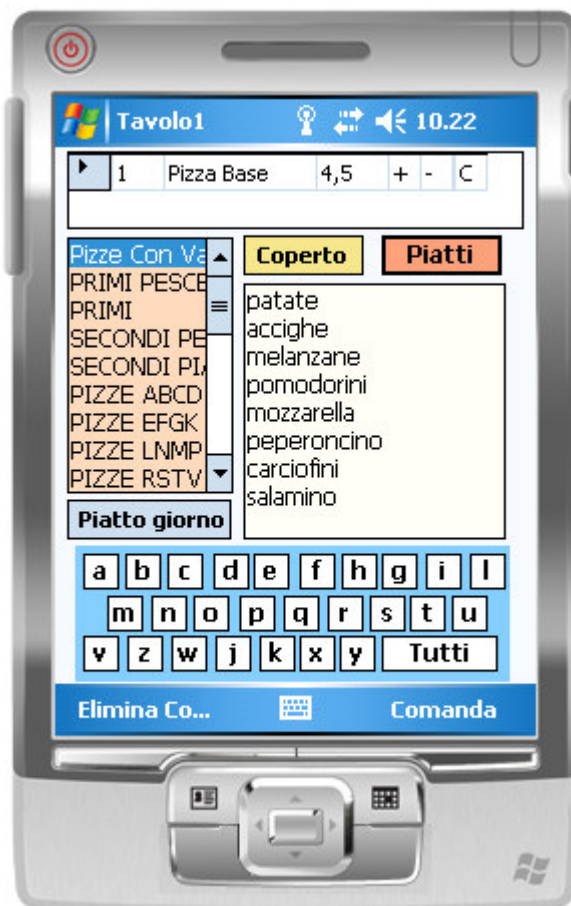 Tavolo1 10.22
1 Pizza Base 4,5 + - C
Coperto Piatti
Pizze Con Va
PRIMI PESCE
PRIMI
SECONDI PE
SECONDI PIA
PIZZE ABCD
PIZZE EFGK
PIZZE LNMP
PIZZE RSTV
patate
accighe
melanzane
pomodorini
mozzarella
peperoncino
carciofini
salamino
Piatto giorno
a b c d e f h g i l
m n o p q r s t u
v z w j k x y Tutti
Elimina Co... Comanda